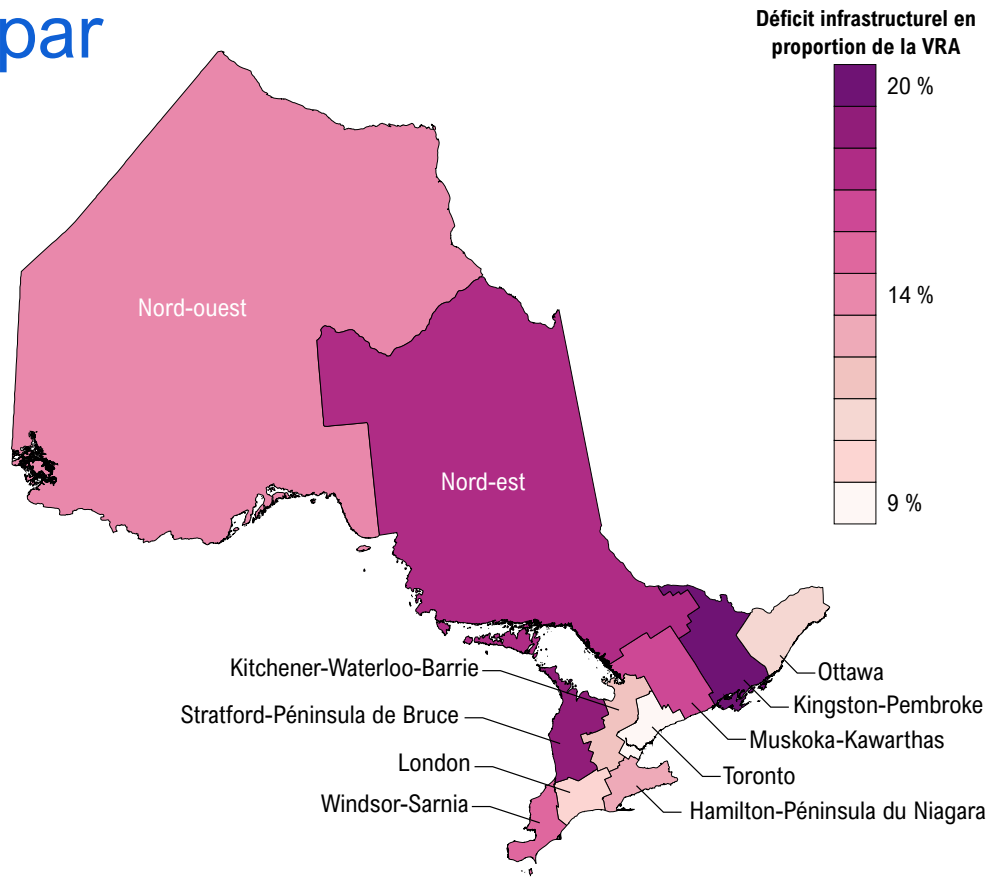 par
Déficit infrastructurel en
proportion de la VRA
20 %
14 %
9 %
Nord-ouest
Nord-est
Kitchener-Waterloo-Barrie
Stratford-Péninsula de Bruce
London
Windsor-Sarnia
Ottawa
Kingston-Pembroke
Muskoka-Kawarthas
Toronto
Hamilton-Péninsula du Niagara